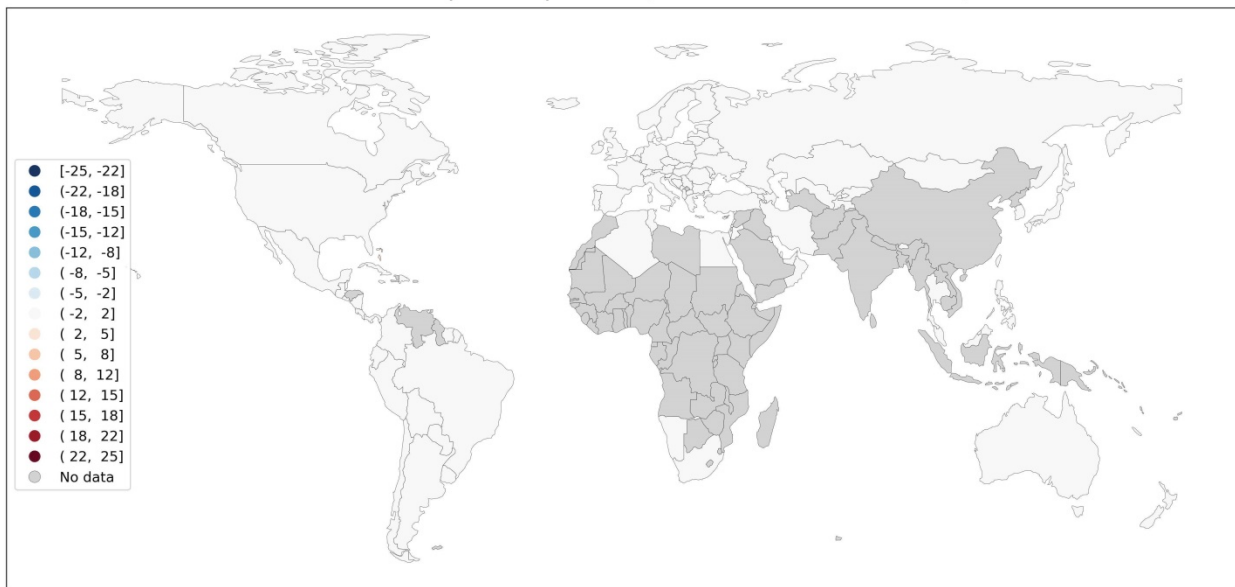 [-25, -22]
(-22, -18]
(-18, -15]
(-15, -12]
(-12, -8]
( -8, -5]
( -5, -2]
( -2, 2]
( 2, 5]
( 5, 8]
( 8, 12]
( 12, 15]
( 15, 18]
( 18, 22]
( 22, 25]
No data